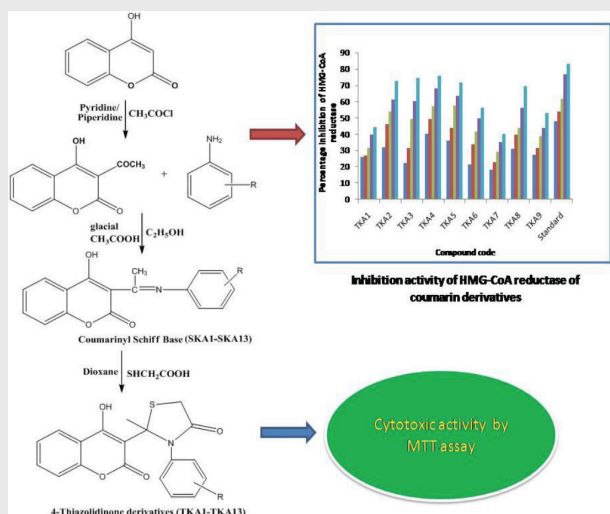 OH
O
O
Pyridine/
Piperidine
CH₃COCl
OH
COCH₃
O
O
+
NH₂
R
glacial
CH₃COOH
C₂H₅OH
OH
CH₃
C=N
R
O
O
Coumarinyl Schiff Base (SKA1-SKA13)
Dioxane
SHCH₂COOH
OH
S
O
N
O
O
R
4-Thiazolidinone derivatives (TKA1-TKA13)
Percentage inhibition of HMG-CoA
reductase
90
80
70
60
50
40
30
20
10
0
TKA1
TKA2
TKA3
TKA4
TKA5
TKA6
TKA7
TKA8
TKA9
Standard
Compound code
Inhibition activity of HMG-CoA reductase of
coumarin derivatives
Cytotoxic activity by
MTT assay